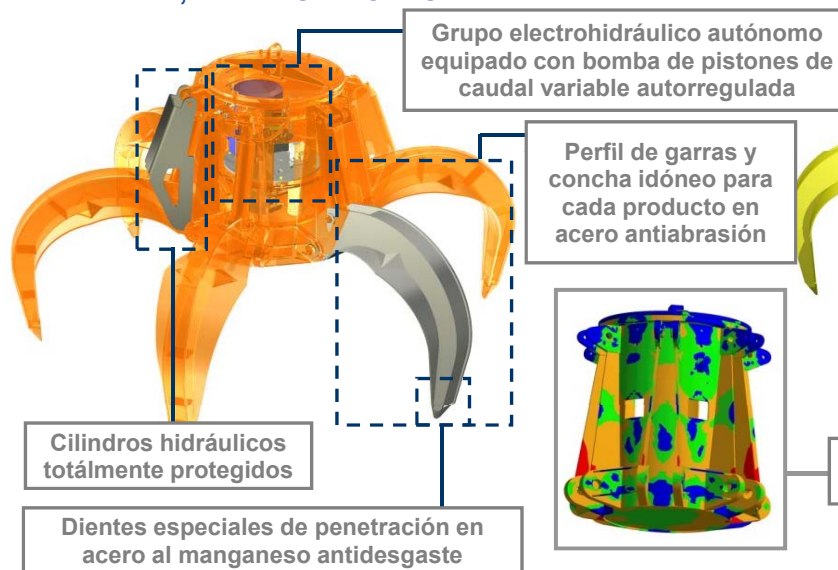 Grupo electrohidráulico autónomo
equipado con bomba de pistones de
caudal variable autorregulada
Perfil de garras y
concha idóneo para
cada producto en
acero antiabrasión
Cilindros hidráulicos
totálmente protegidos
Dientes especiales de penetración en
acero al manganeso antidesgaste